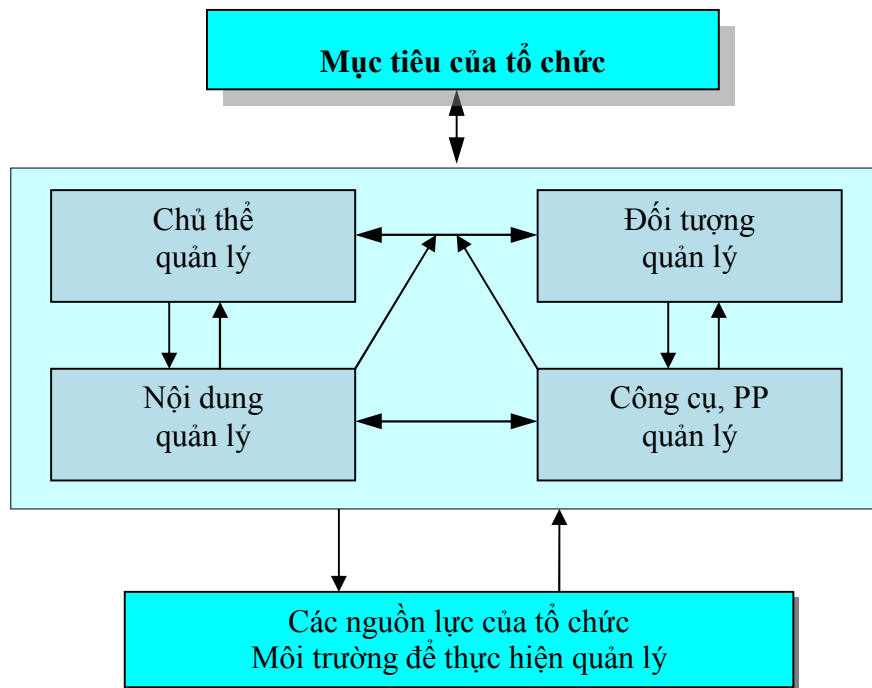 Mục tiêu của tổ chức
Chủ thể
quản lý
Đối tượng
quản lý
Nội dung
quản lý
Công cụ, PP
quản lý
Các nguồn lực của tổ chức
Môi trường để thực hiện quản lý